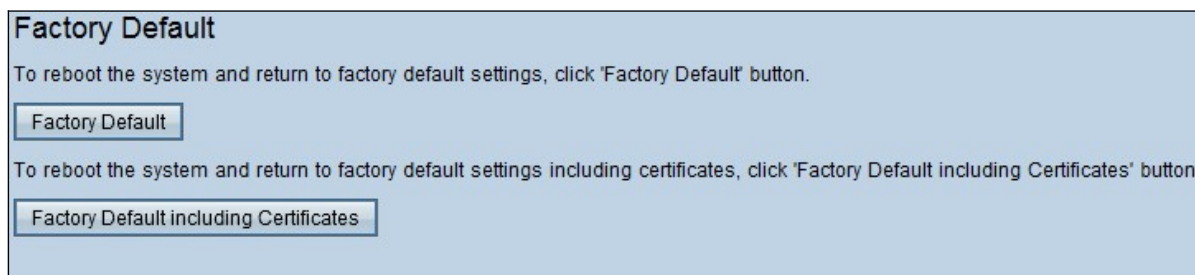 Factory Default
To reboot the system and return to factory default settings, click 'Factory Default' button.
Factory Default
To reboot the system and return to factory default settings including certificates, click 'Factory Default including Certificates' button
Factory Default including Certificates